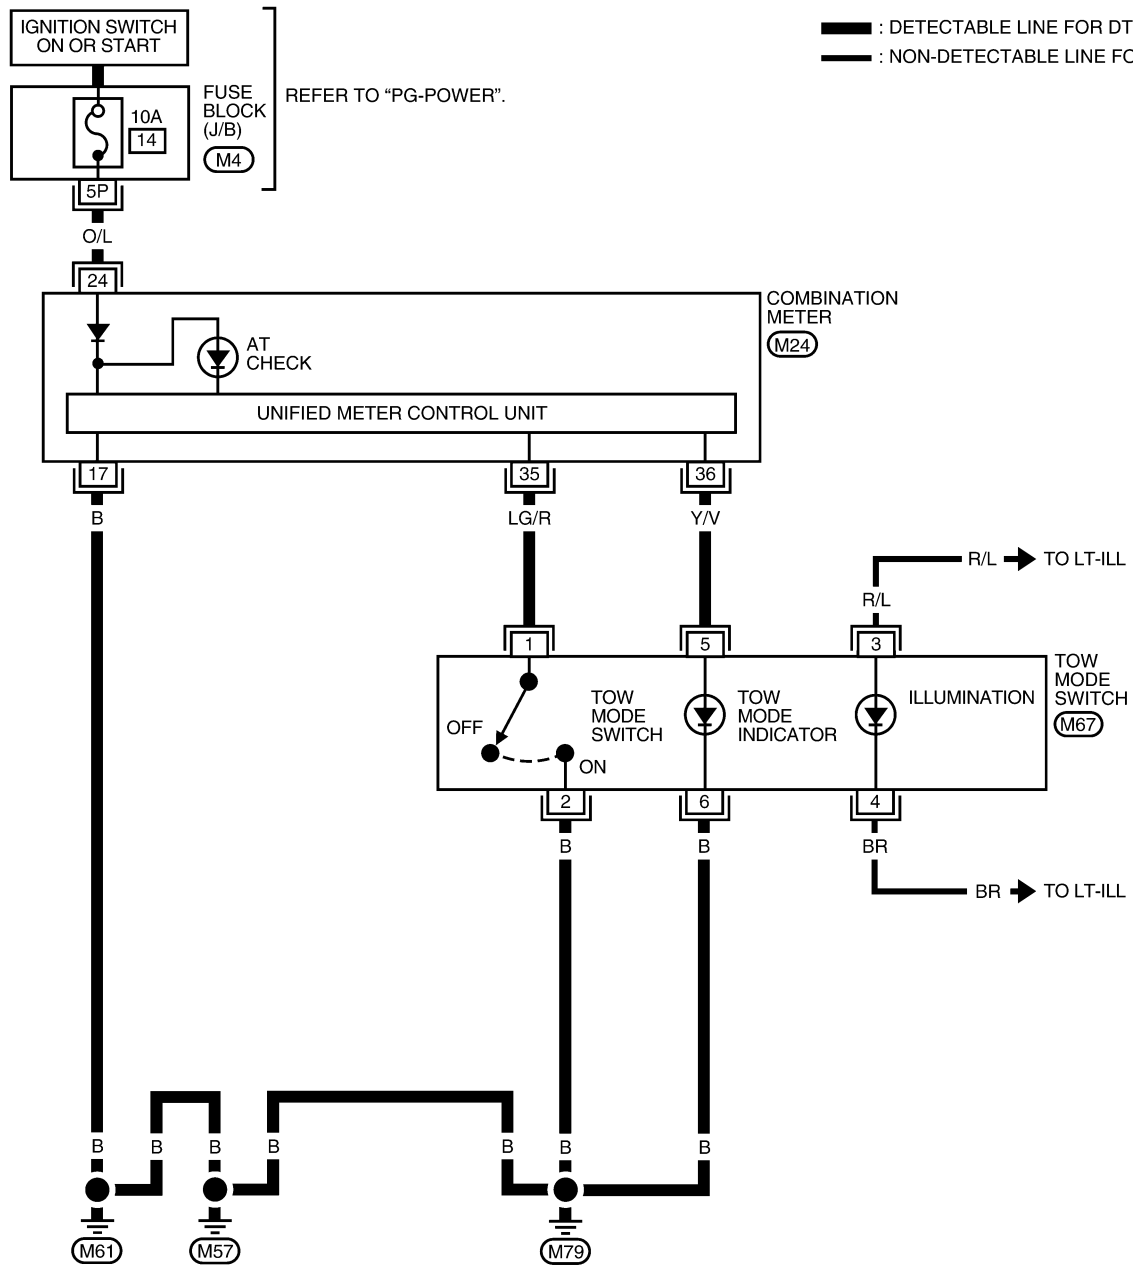 IGNITION SWITCH
ON OR START
: DETECTABLE LINE FOR DT
: NON-DETECTABLE LINE FO
10A
14
FUSE
BLOCK
(J/B)
M4
REFER TO “PG-POWER”.
5P
O/L
24
COMBINATION
METER
M24
AT
CHECK
UNIFIED METER CONTROL UNIT
17
35
36
B
LG/R
Y/V
R/L
TO LT-ILL
R/L
1
5
3
TOW
MODE
SWITCH
M67
OFF
ON
TOW
MODE
SWITCH
TOW
MODE
INDICATOR
ILLUMINATION
2
6
4
B
B
BR
BR
TO LT-ILL
B
B
B
B
B
B
B
M61
M57
M79